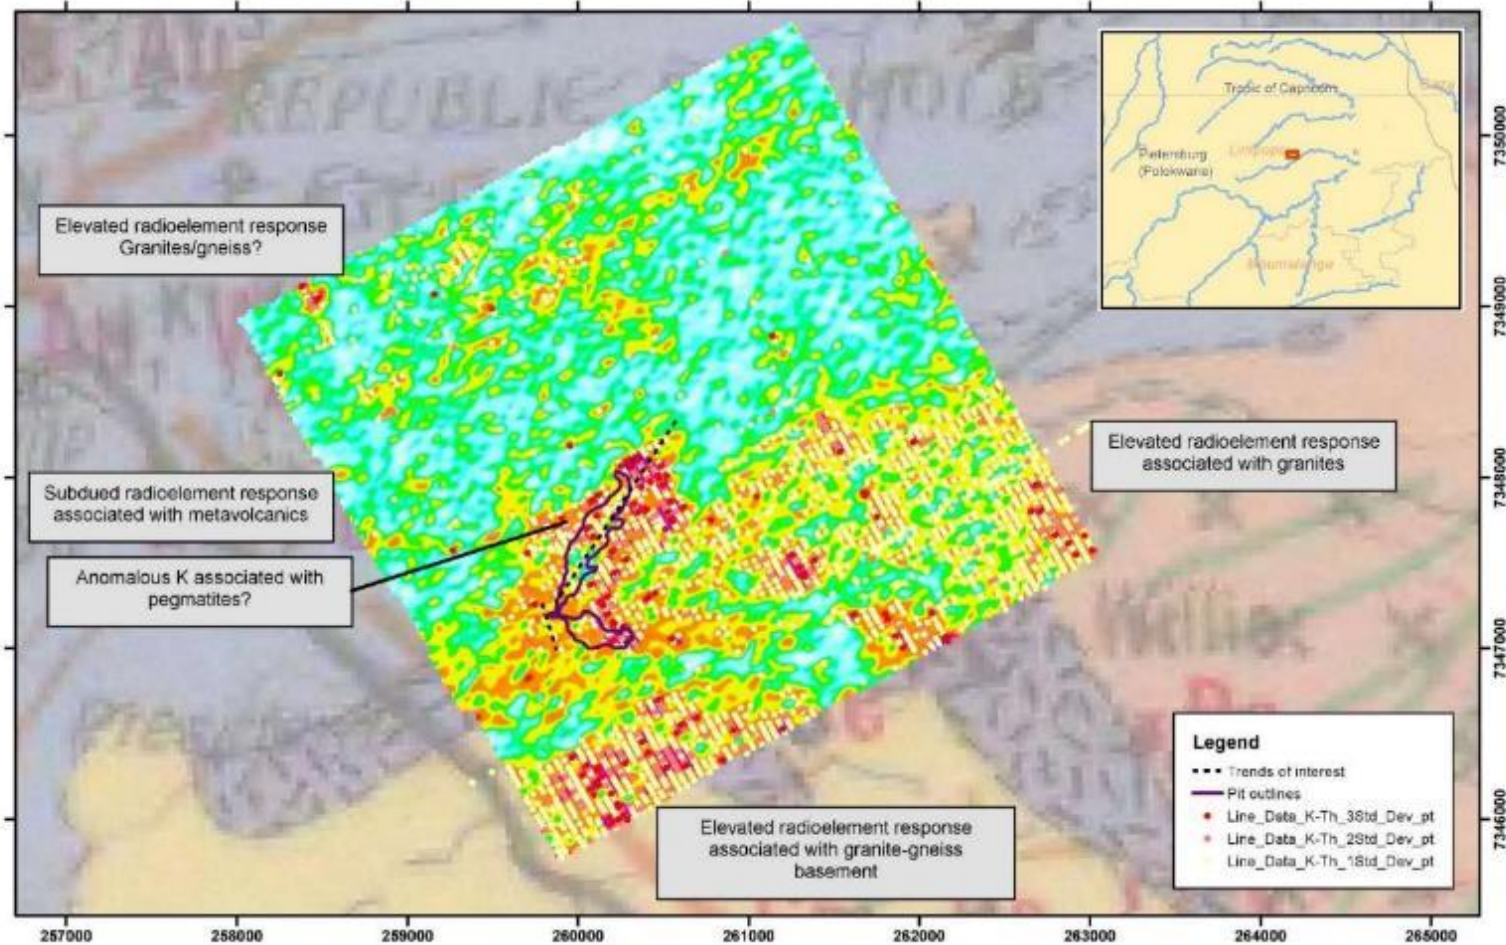 REPUBLIC
Tropic of Capricorn
Pietersburg
(Polokwane)
Limpopo
Elevated radioelement response
Granites/gneiss?
Elevated radioelement response
associated with granites
Subdued radioelement response
associated with metavolcanics
Anomalous K associated with
pegmatites?
Elevated radioelement response
associated with granite-gneiss
basement
Legend
Trends of interest
Pit outlines
Line_Data_K-Th_3Std_Dev_pt
Line_Data_K-Th_2Std_Dev_pt
Line_Data_K-Th_1Std_Dev_pt
7350000
7349000
7348000
7347000
7346000
257000 258000 259000 260000 261000 262000 263000 264000 265000